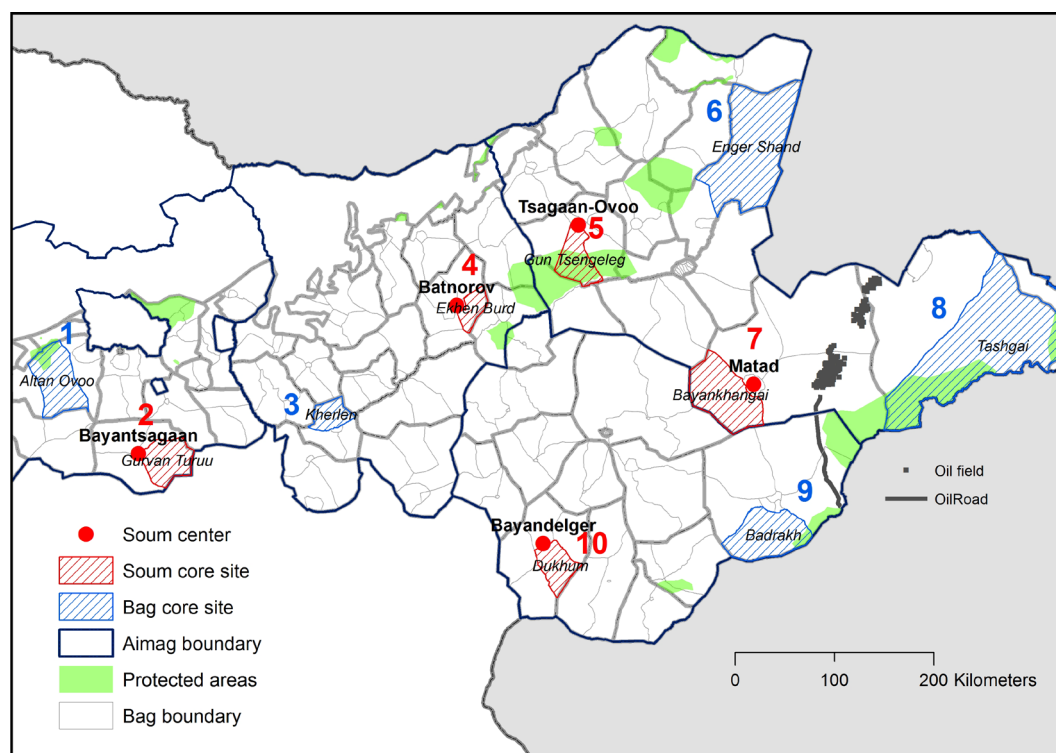 6
Enger Shand
Tsagaan-Ovoo
5
Gun Tsengeleg
4
Batnorov
Ekhen Burd
8
1
7
Tashgai
Matad
Altan Ovoo
Bayankhangai
2
3
Kherlen
Bayantsagaan
Gurvan Turuu
Oil field
9
OilRoad
Bayandelger
10
Badrakh
Dukhum
Soum center
Soum core site
Bag core site
Aimag boundary
Protected areas
Bag boundary
0 100 200 Kilometers